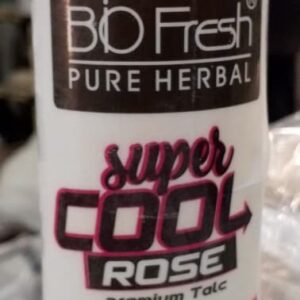 BiO Fresh®
PURE HERBAL
super
COOL
ROSE
Premium Talc